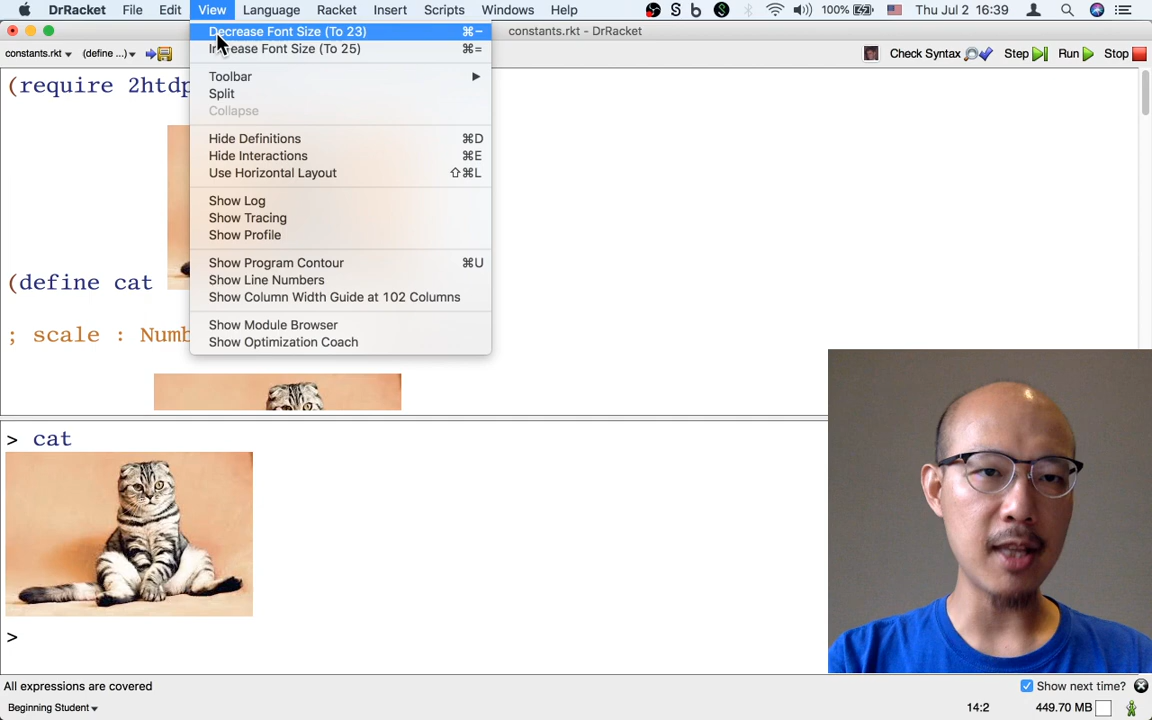 DrRacket File Edit View Language Racket Insert Scripts Windows Help 100% Thu Jul 2 16:39
constants.rkt - DrRacket
constants.rkt (define ...) Check Syntax Step Run Stop
Decrease Font Size (To 23) ⌘−
Increase Font Size (To 25) ⌘=
Toolbar
Split
Collapse
Hide Definitions ⌘D
Hide Interactions ⌘E
Use Horizontal Layout ⇧⌘L
Show Log
Show Tracing
Show Profile
Show Program Contour ⌘U
Show Line Numbers
Show Column Width Guide at 102 Columns
Show Module Browser
Show Optimization Coach
(require 2htdp
(define cat
; scale : Numb
> cat
>
All expressions are covered Show next time?
Beginning Student 14:2 449.70 MB